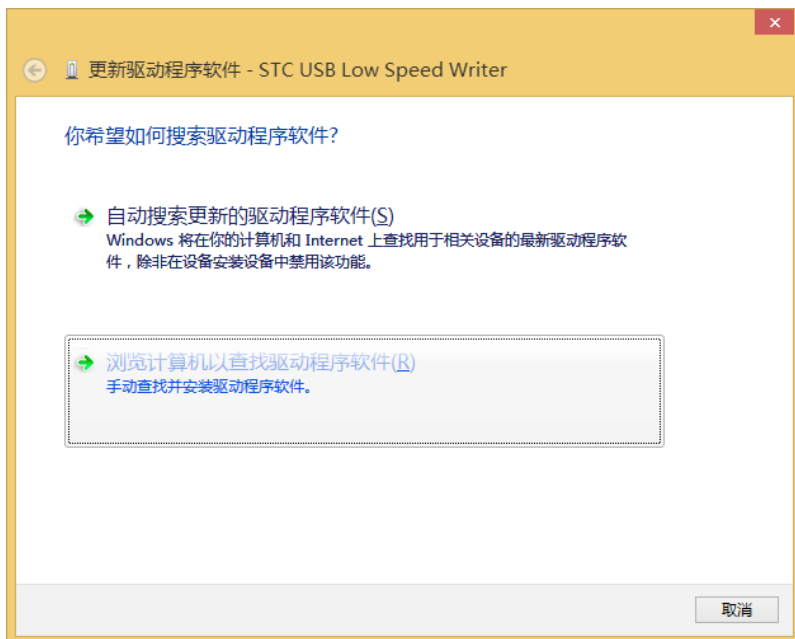 更新驱动程序软件 - STC USB Low Speed Writer
你希望如何搜索驱动程序软件?
自动搜索更新的驱动程序软件(S)
Windows 将在你的计算机和 Internet 上查找用于相关设备的最新驱动程序软
件，除非在设备安装设备中禁用该功能。
浏览计算机以查找驱动程序软件(R)
手动查找并安装驱动程序软件。
取消